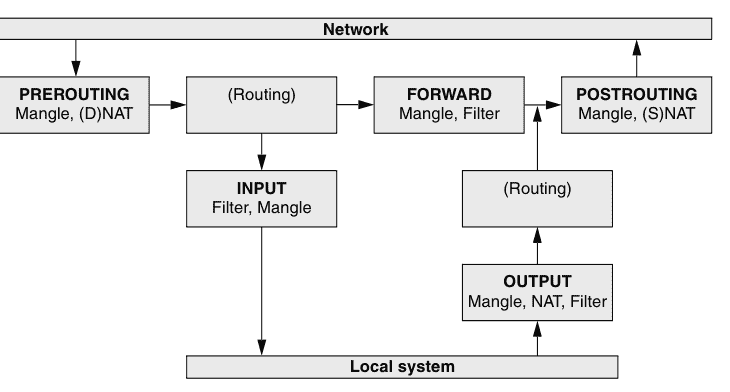 Network
PREROUTING
Mangle, (D)NAT
(Routing)
FORWARD
Mangle, Filter
POSTROUTING
Mangle, (S)NAT
INPUT
Filter, Mangle
(Routing)
OUTPUT
Mangle, NAT, Filter
Local system